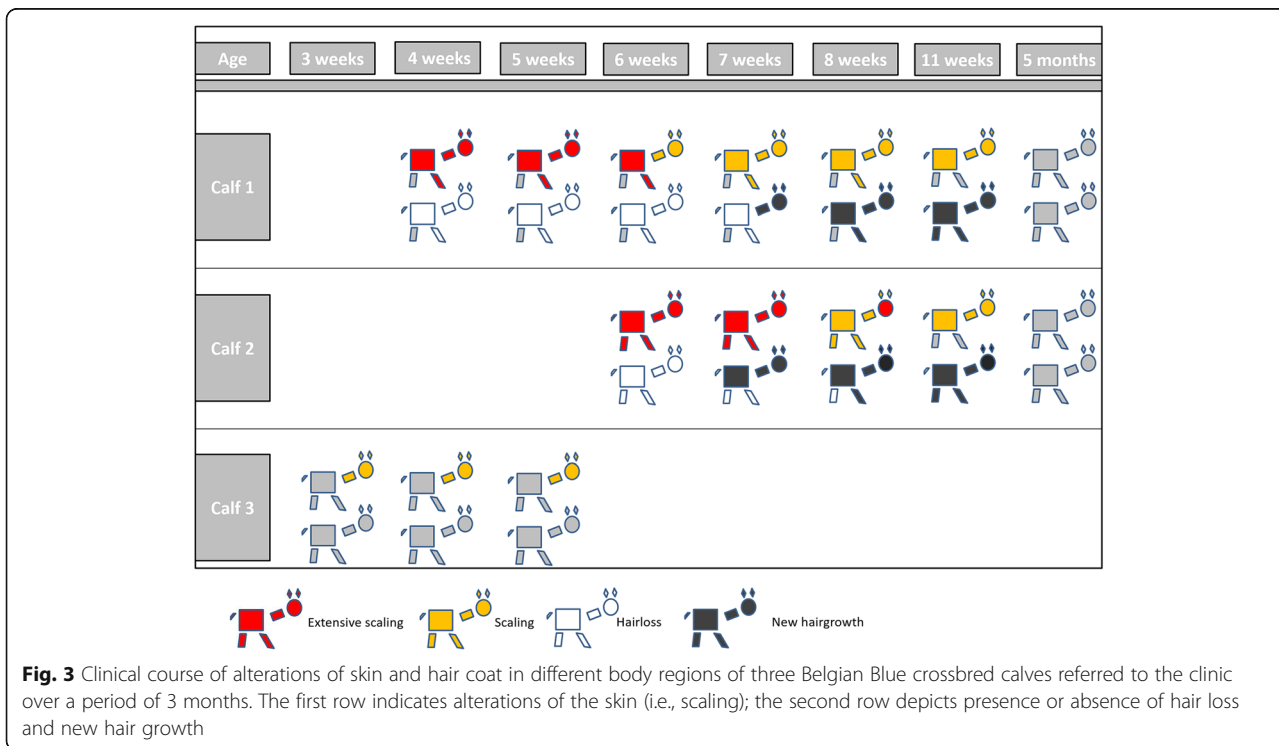 Age 3 weeks 4 weeks 5 weeks 6 weeks 7 weeks 8 weeks 11 weeks 5 months
Calf 1
Calf 2
Calf 3
Extensive scaling Scaling Hairloss New hairgrowth
Fig. 3 Clinical course of alterations of skin and hair coat in different body regions of three Belgian Blue crossbred calves referred to the clinic
over a period of 3 months. The first row indicates alterations of the skin (i.e., scaling); the second row depicts presence or absence of hair loss
and new hair growth